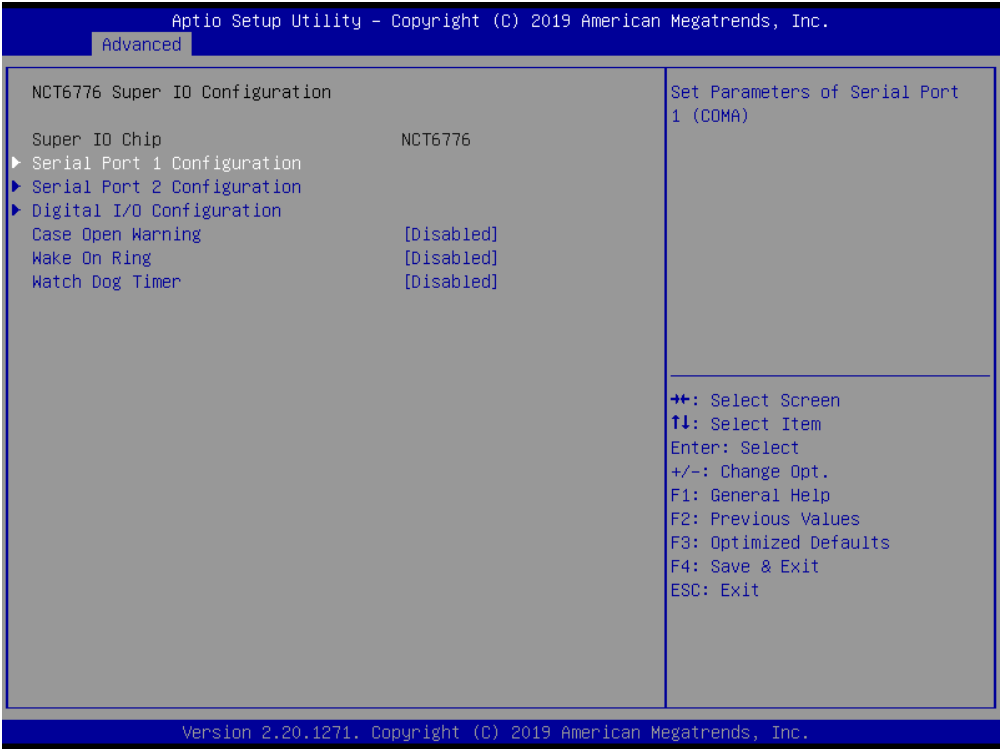 Aptio Setup Utility – Copyright (C) 2019 American Megatrends, Inc.
Advanced
NCT6776 Super IO Configuration
Super IO Chip NCT6776
Serial Port 1 Configuration
Serial Port 2 Configuration
Digital I/O Configuration
Case Open Warning [Disabled]
Wake On Ring [Disabled]
Watch Dog Timer [Disabled]
Set Parameters of Serial Port
1 (COMA)
→←: Select Screen
↑↓: Select Item
Enter: Select
+/-: Change Opt.
F1: General Help
F2: Previous Values
F3: Optimized Defaults
F4: Save & Exit
ESC: Exit
Version 2.20.1271. Copyright (C) 2019 American Megatrends, Inc.